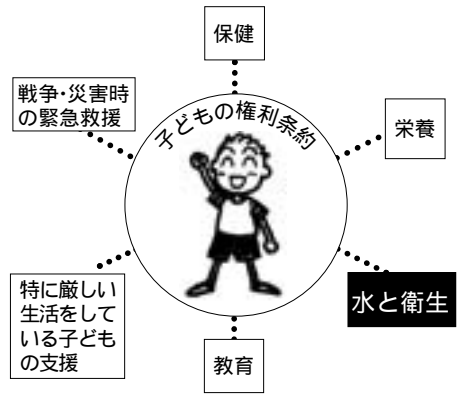 保健
戦争・災害時
の緊急救援
子どもの権利条約
栄養
特に厳しい
生活をして
いる子ども
の支援
水と衛生
教育